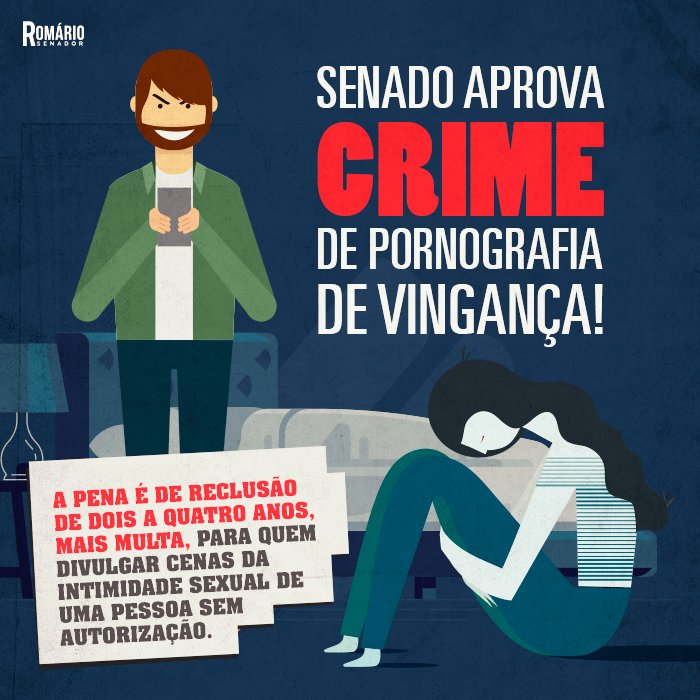 ROMÁRIO
SENADOR
SENADO APROVA
CRIME
DE PORNOGRAFIA
DE VINGANÇA!
A PENA É DE RECLUSÃO
DE DOIS A QUATRO ANOS,
MAIS MULTA, PARA QUEM
DIVULGAR CENAS DA
INTIMIDADE SEXUAL DE
UMA PESSOA SEM
AUTORIZAÇÃO.